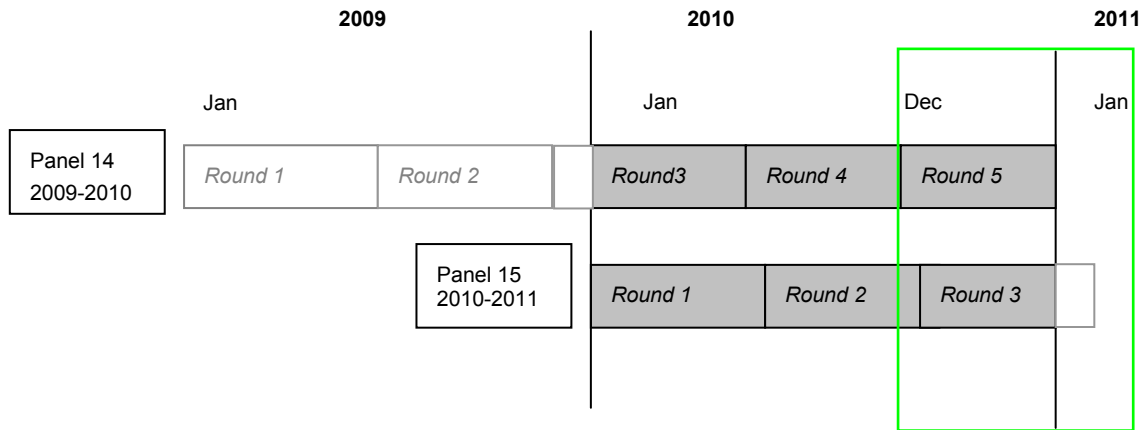 2009 2010 2011
Jan Jan Dec Jan
Panel 14
2009-2010
Round 1 Round 2 Round3 Round 4 Round 5
Panel 15
2010-2011
Round 1 Round 2 Round 3